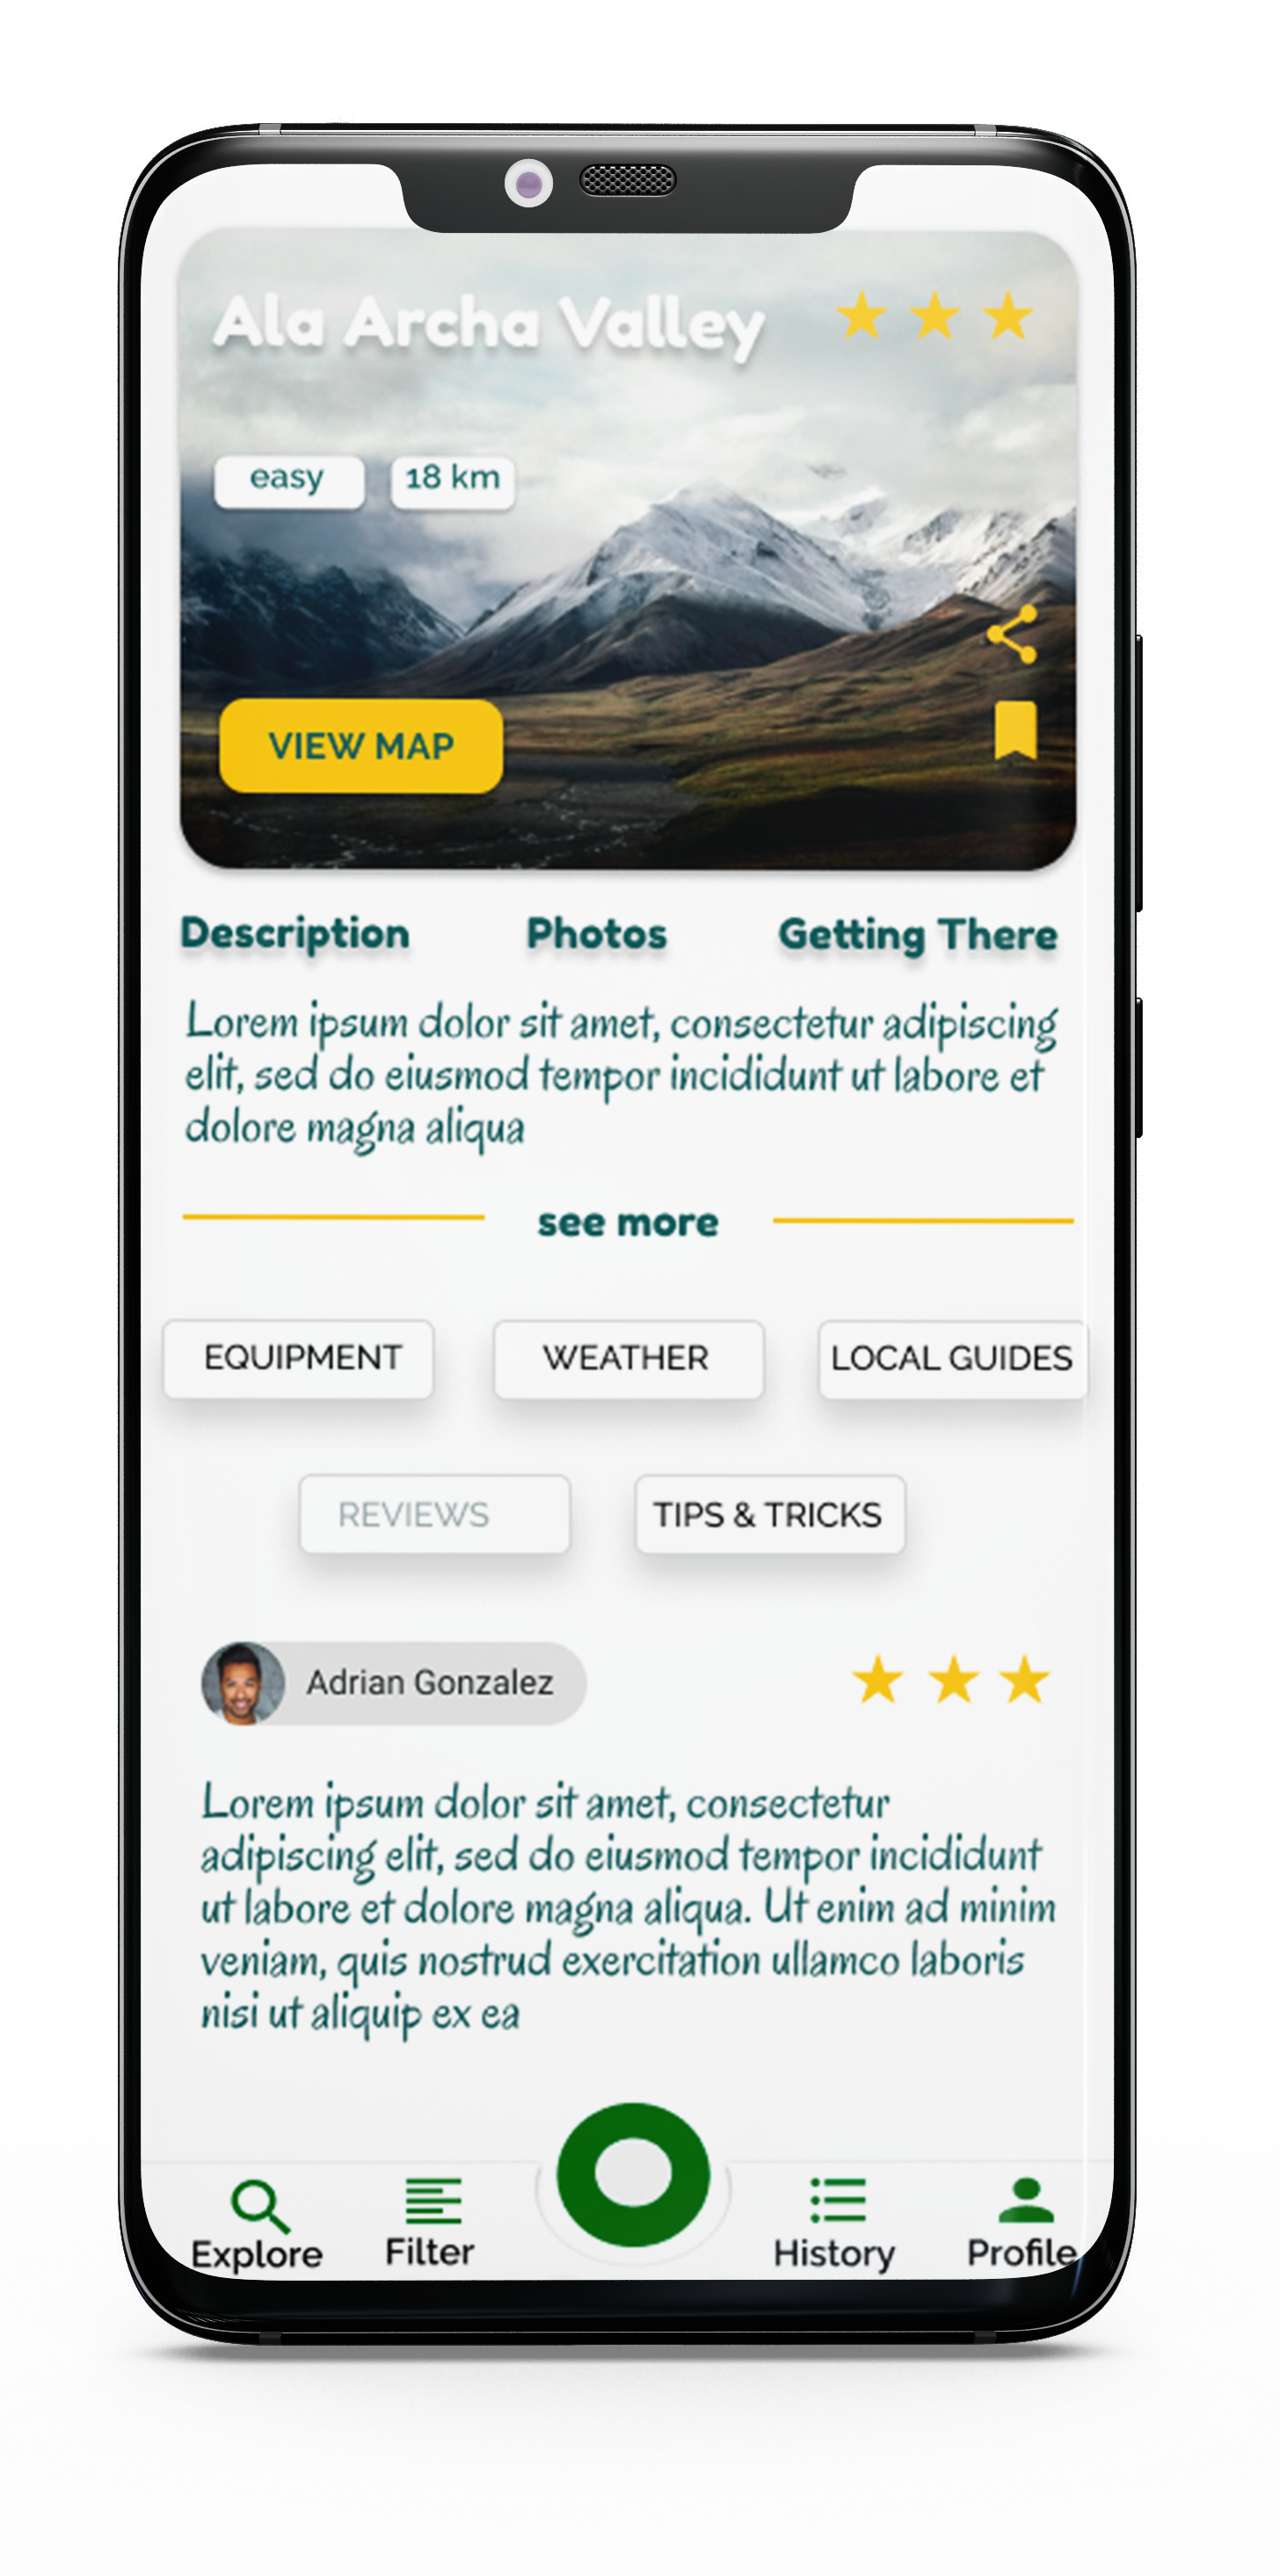 Ala Archa Valley
easy
18 km
VIEW MAP
Description
Photos
Getting There
Lorem ipsum dolor sit amet, consectetur adipiscing
elit, sed do eiusmod tempor incididunt ut labore et
dolore magna aliqua
see more
EQUIPMENT
WEATHER
LOCAL GUIDES
REVIEWS
TIPS & TRICKS
Adrian Gonzalez
Lorem ipsum dolor sit amet, consectetur
adipiscing elit, sed do eiusmod tempor incididunt
ut labore et dolore magna aliqua. Ut enim ad minim
veniam, quis nostrud exercitation ullamco laboris
nisi ut aliquip ex ea
Explore
Filter
History
Profile